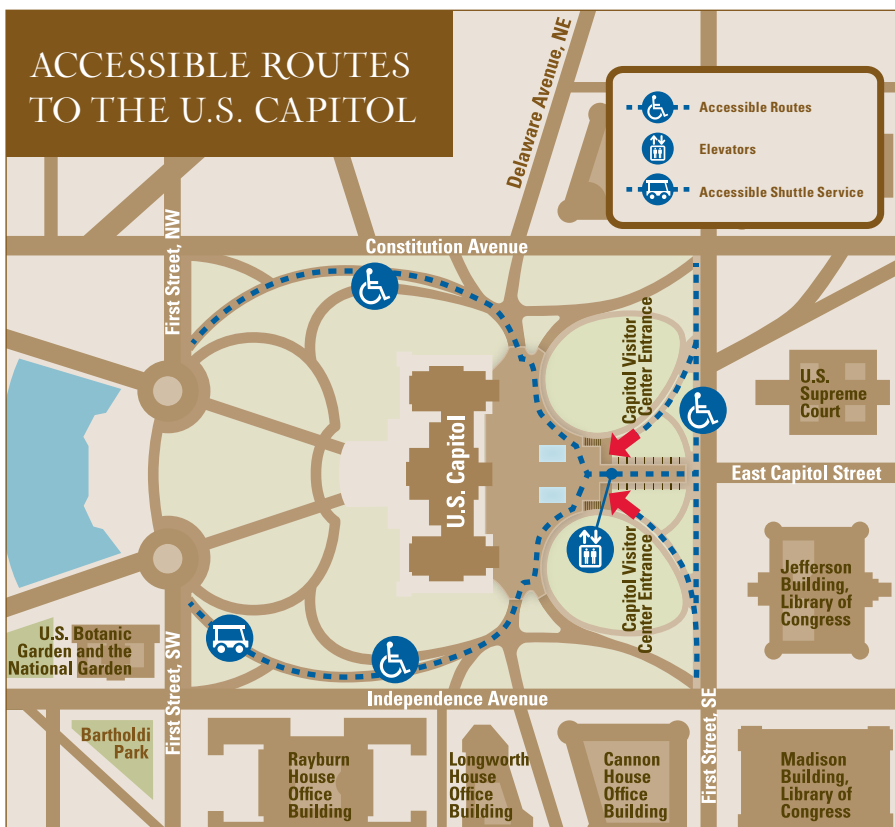 ACCESSIBLE ROUTES
TO THE U.S. CAPITOL
Delaware Avenue, NE
Accessible Routes
Elevators
Accessible Shuttle Service
First Street, NW
Constitution Avenue
Capitol Visitor
Center Entrance
U.S.
Supreme
Court
U.S. Capitol
East Capitol Street
Capitol Visitor
Center Entrance
Jefferson
Building,
Library of
Congress
U.S. Botanic
Garden and the
National Garden
First Street, SW
Independence Avenue
First Street, SE
Bartholdi
Park
Rayburn
House
Office
Building
Longworth
House
Office
Building
Cannon
House
Office
Building
Madison
Building,
Library of
Congress